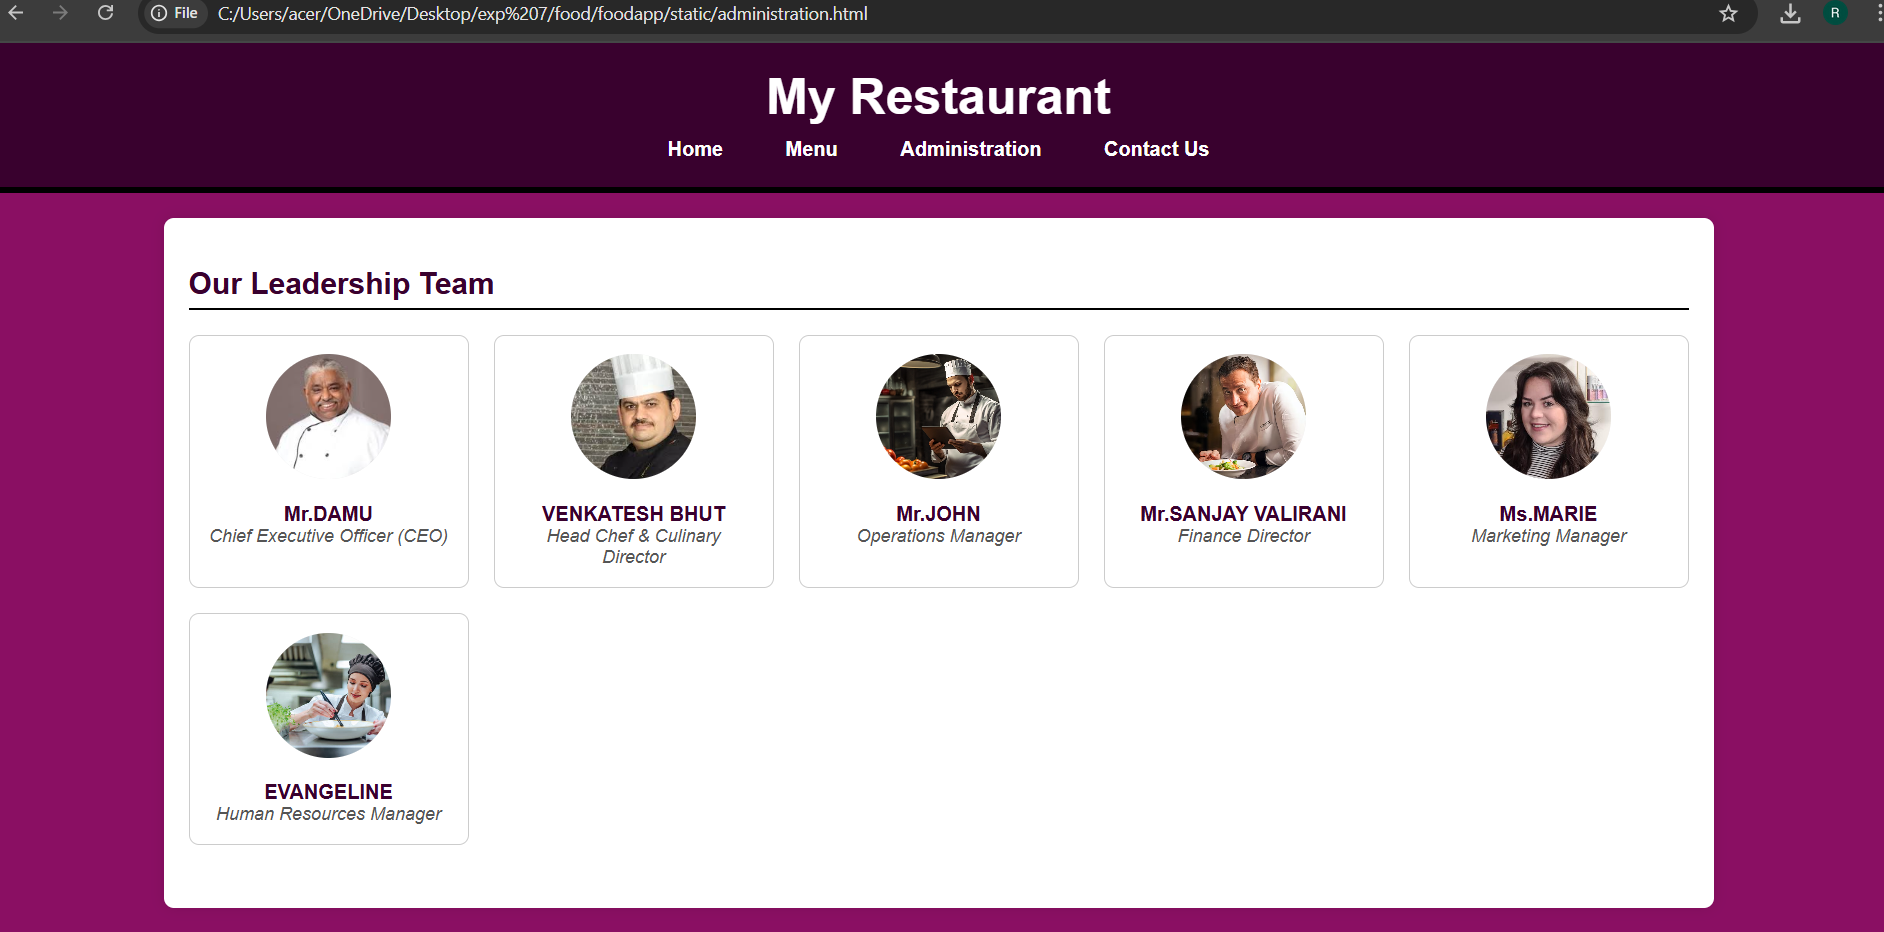 File C:/Users/acer/OneDrive/Desktop/exp%207/food/foodapp/static/administration.html R
My Restaurant
Home Menu Administration Contact Us
Our Leadership Team
Mr.DAMU
Chief Executive Officer (CEO)
VENKATESH BHUT
Head Chef & Culinary
Director
Mr.JOHN
Operations Manager
Mr.SANJAY VALIRANI
Finance Director
Ms.MARIE
Marketing Manager
EVANGELINE
Human Resources Manager